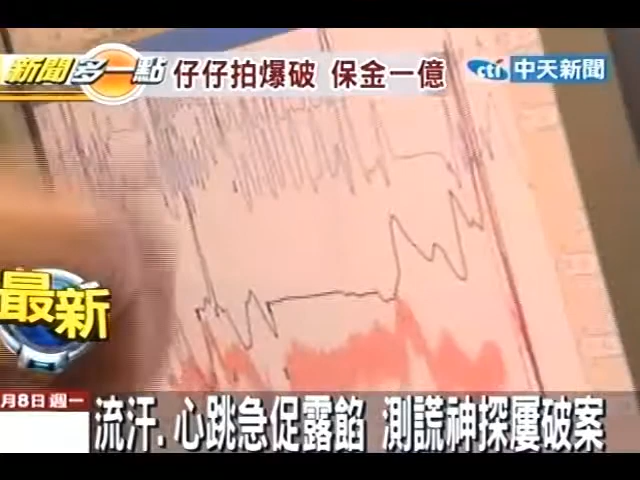 新聞多一點
仔仔拍爆破 保金一億
cti 中天新聞
最新
月8日週一
流汗.心跳急促露餡 測謊神探屢破案